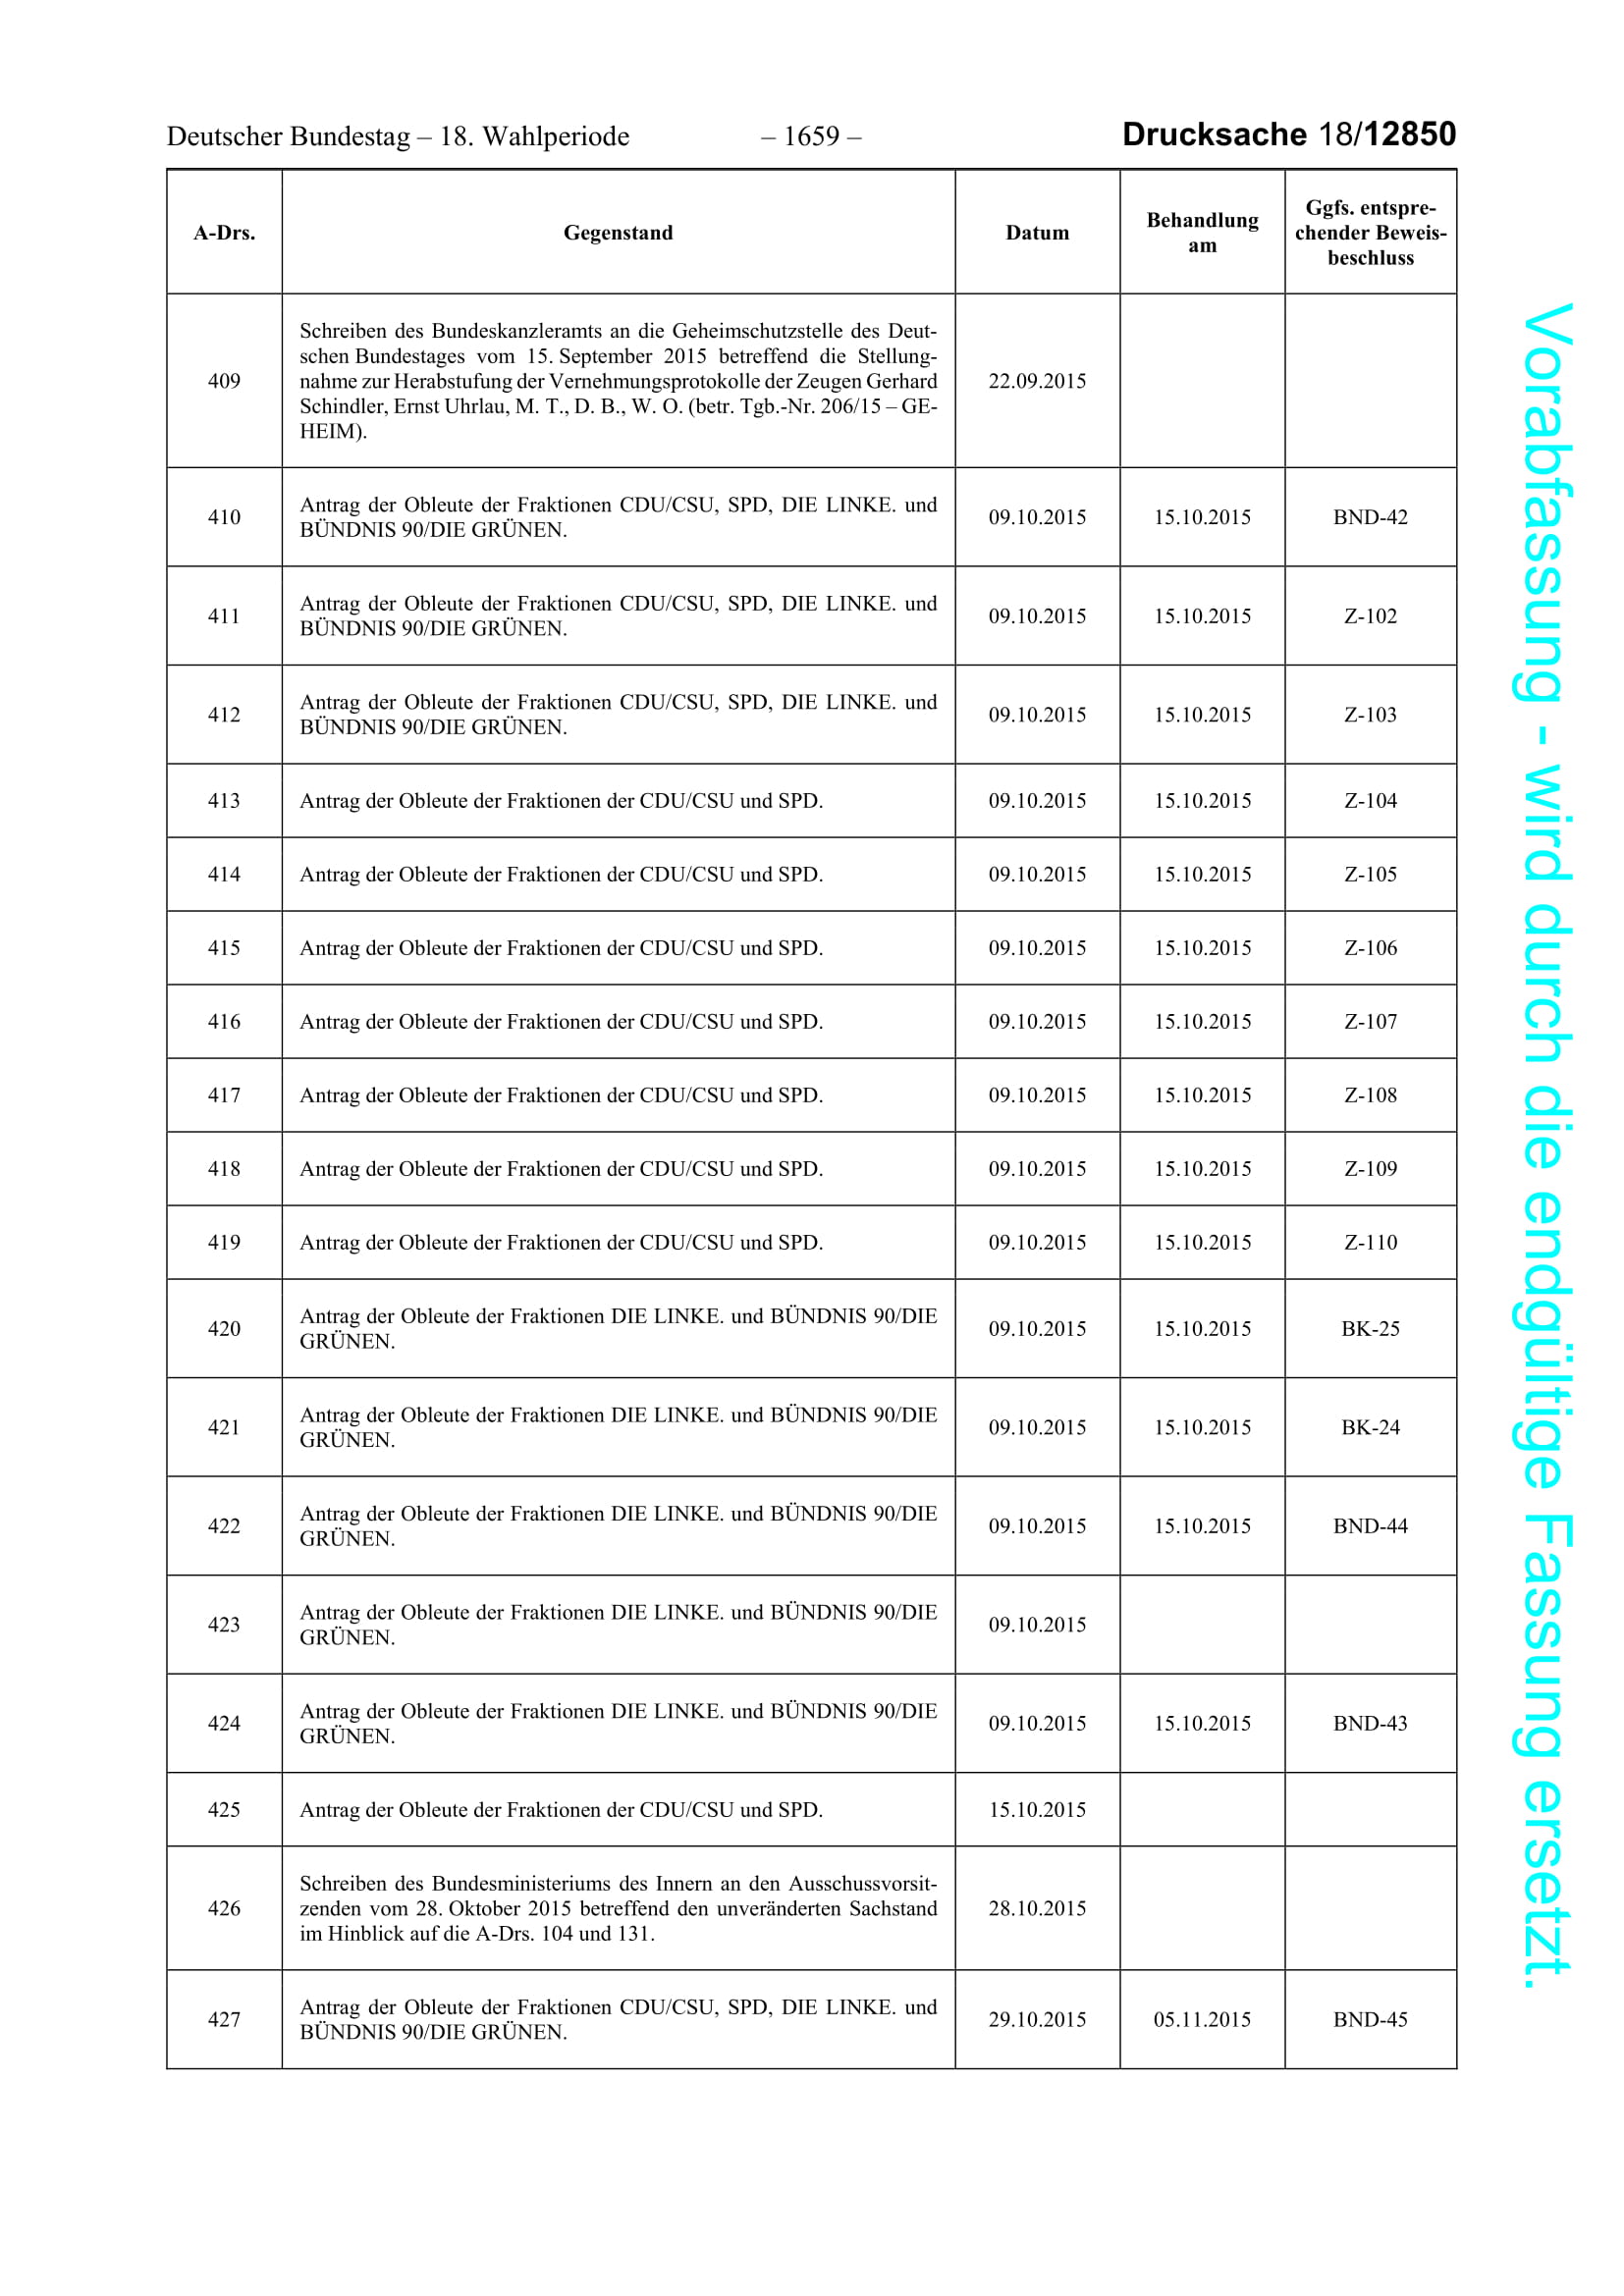 Deutscher Bundestag – 18. Wahlperiode – 1659 – Drucksache 18/12850
A-Drs. Gegenstand Datum Behandlung am Ggfs. entspre-
chender Beweis-
beschluss
409 Schreiben des Bundeskanzleramts an die Geheimschutzstelle des Deut-
schen Bundestages vom 15. September 2015 betreffend die Stellung-
nahme zur Herabstufung der Vernehmungsprotokolle der Zeugen Gerhard
Schindler, Ernst Uhrlau, M. T., D. B., W. O. (betr. Tgb.-Nr. 206/15 – GE-
HEIM). 22.09.2015
410 Antrag der Obleute der Fraktionen CDU/CSU, SPD, DIE LINKE. und
BÜNDNIS 90/DIE GRÜNEN. 09.10.2015 15.10.2015 BND-42
411 Antrag der Obleute der Fraktionen CDU/CSU, SPD, DIE LINKE. und
BÜNDNIS 90/DIE GRÜNEN. 09.10.2015 15.10.2015 Z-102
412 Antrag der Obleute der Fraktionen CDU/CSU, SPD, DIE LINKE. und
BÜNDNIS 90/DIE GRÜNEN. 09.10.2015 15.10.2015 Z-103
413 Antrag der Obleute der Fraktionen der CDU/CSU und SPD. 09.10.2015 15.10.2015 Z-104
414 Antrag der Obleute der Fraktionen der CDU/CSU und SPD. 09.10.2015 15.10.2015 Z-105
415 Antrag der Obleute der Fraktionen der CDU/CSU und SPD. 09.10.2015 15.10.2015 Z-106
416 Antrag der Obleute der Fraktionen der CDU/CSU und SPD. 09.10.2015 15.10.2015 Z-107
417 Antrag der Obleute der Fraktionen der CDU/CSU und SPD. 09.10.2015 15.10.2015 Z-108
418 Antrag der Obleute der Fraktionen der CDU/CSU und SPD. 09.10.2015 15.10.2015 Z-109
419 Antrag der Obleute der Fraktionen der CDU/CSU und SPD. 09.10.2015 15.10.2015 Z-110
420 Antrag der Obleute der Fraktionen DIE LINKE. und BÜNDNIS 90/DIE
GRÜNEN. 09.10.2015 15.10.2015 BK-25
421 Antrag der Obleute der Fraktionen DIE LINKE. und BÜNDNIS 90/DIE
GRÜNEN. 09.10.2015 15.10.2015 BK-24
422 Antrag der Obleute der Fraktionen DIE LINKE. und BÜNDNIS 90/DIE
GRÜNEN. 09.10.2015 15.10.2015 BND-44
423 Antrag der Obleute der Fraktionen DIE LINKE. und BÜNDNIS 90/DIE
GRÜNEN. 09.10.2015
424 Antrag der Obleute der Fraktionen DIE LINKE. und BÜNDNIS 90/DIE
GRÜNEN. 09.10.2015 15.10.2015 BND-43
425 Antrag der Obleute der Fraktionen der CDU/CSU und SPD. 15.10.2015
426 Schreiben des Bundesministeriums des Innern an den Ausschussvorsit-
zenden vom 28. Oktober 2015 betreffend den unveränderten Sachstand
im Hinblick auf die A-Drs. 104 und 131. 28.10.2015
427 Antrag der Obleute der Fraktionen CDU/CSU, SPD, DIE LINKE. und
BÜNDNIS 90/DIE GRÜNEN. 29.10.2015 05.11.2015 BND-45
Vorabfassung - wird durch die endgültige Fassung ersetzt.